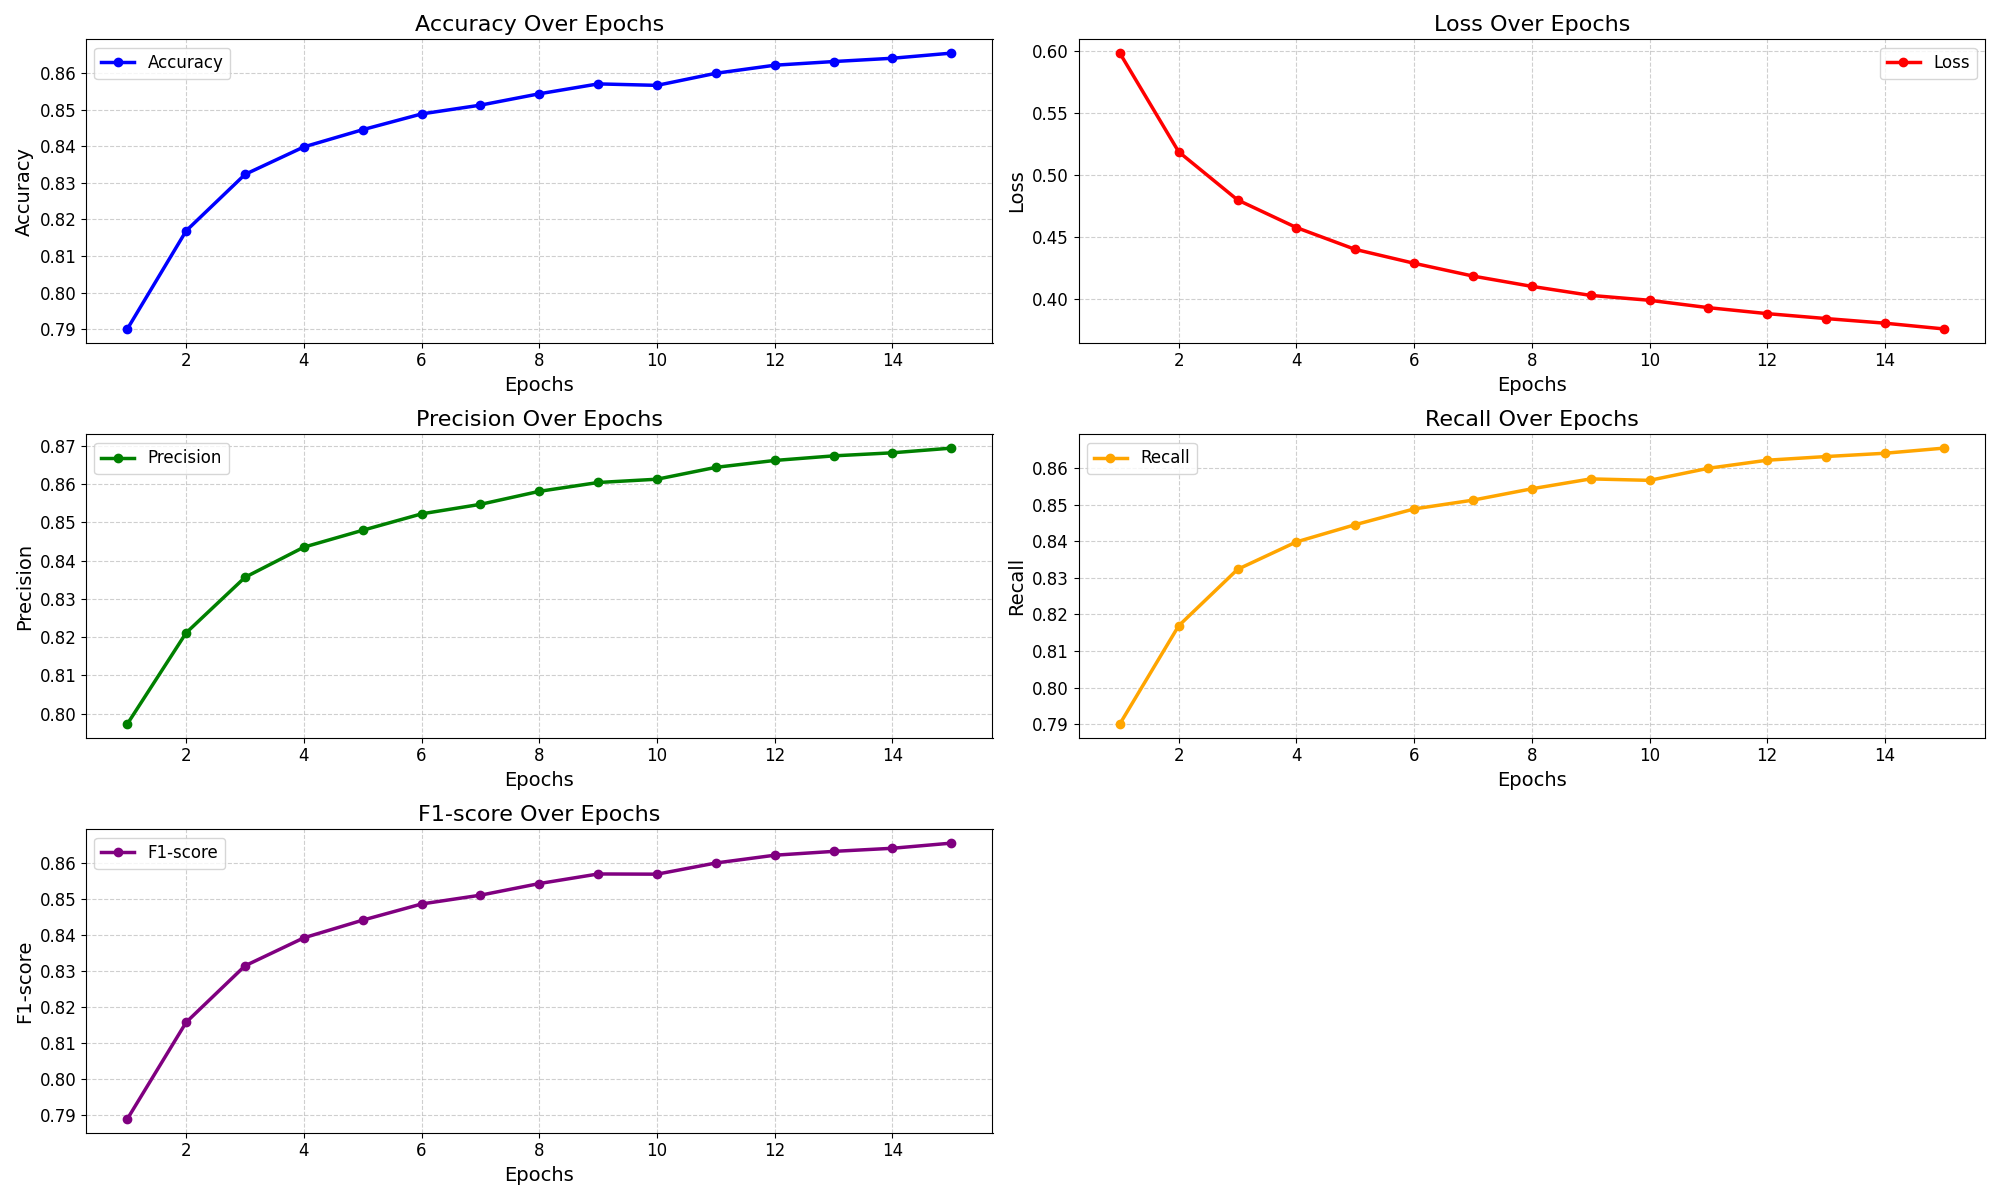 Accuracy Over Epochs
Accuracy
0.86
0.85
0.84
0.83
0.82
0.81
0.80
0.79
Accuracy
2 4 6 8 10 12 14
Epochs
Loss Over Epochs
Loss
0.60
0.55
0.50
0.45
0.40
Loss
2 4 6 8 10 12 14
Epochs
Precision Over Epochs
Precision
0.87
0.86
0.85
0.84
0.83
0.82
0.81
0.80
Precision
2 4 6 8 10 12 14
Epochs
Recall Over Epochs
Recall
0.86
0.85
0.84
0.83
0.82
0.81
0.80
0.79
Recall
2 4 6 8 10 12 14
Epochs
F1-score Over Epochs
F1-score
0.86
0.85
0.84
0.83
0.82
0.81
0.80
0.79
F1-score
2 4 6 8 10 12 14
Epochs